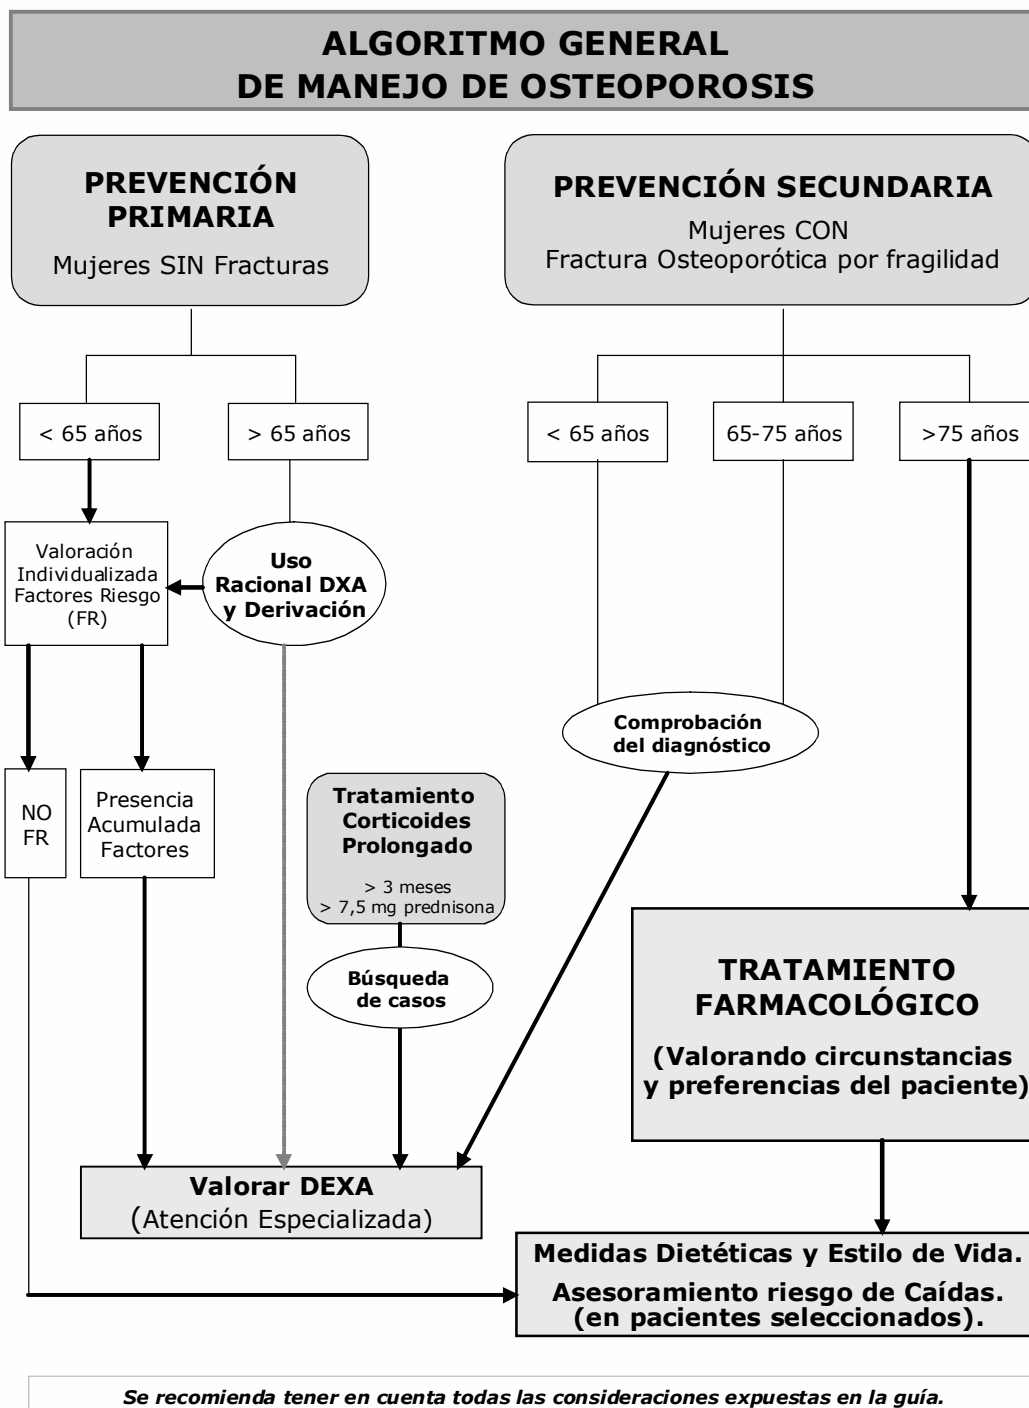 ALGORITMO GENERAL
DE MANEJO DE OSTEOPOROSIS
PREVENCIÓN
PRIMARIA
Mujeres SIN Fracturas
PREVENCIÓN SECUNDARIA
Mujeres CON
Fractura Osteoporótica por fragilidad
< 65 años
> 65 años
< 65 años
65-75 años
>75 años
Valoración
Individualizada
Factores Riesgo
(FR)
Uso
Racional DXA
y Derivación
Comprobación
del diagnóstico
NO
FR
Presencia
Acumulada
Factores
Tratamiento
Corticoides
Prolongado
> 3 meses
> 7,5 mg prednisona
Búsqueda
de casos
TRATAMIENTO
FARMACOLÓGICO
(Valorando circunstancias
y preferencias del paciente)
Valorar DEXA
(Atención Especializada)
Medidas Dietéticas y Estilo de Vida.
Asesoramiento riesgo de Caídas.
(en pacientes seleccionados).
Se recomienda tener en cuenta todas las consideraciones expuestas en la guía.